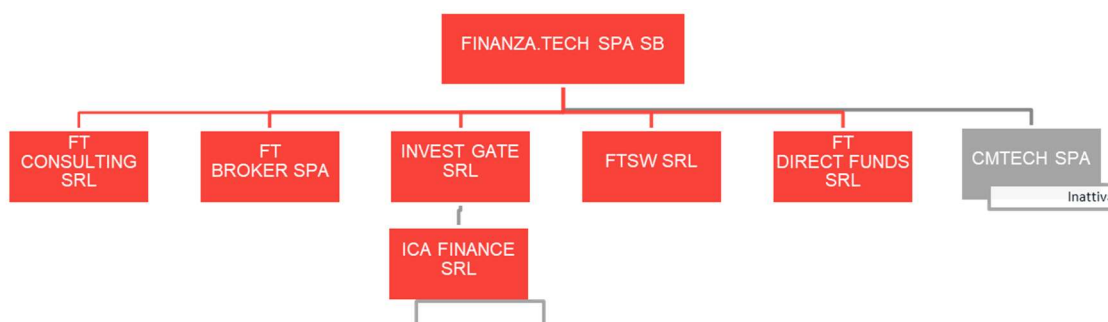 FINANZA.TECH SPA SB
FT
CONSULTING
SRL
FT
BROKER SPA
INVEST GATE
SRL
FTSW SRL
FT
DIRECT FUNDS
SRL
CMTECH SPA
Inattiva
ICA FINANCE
SRL